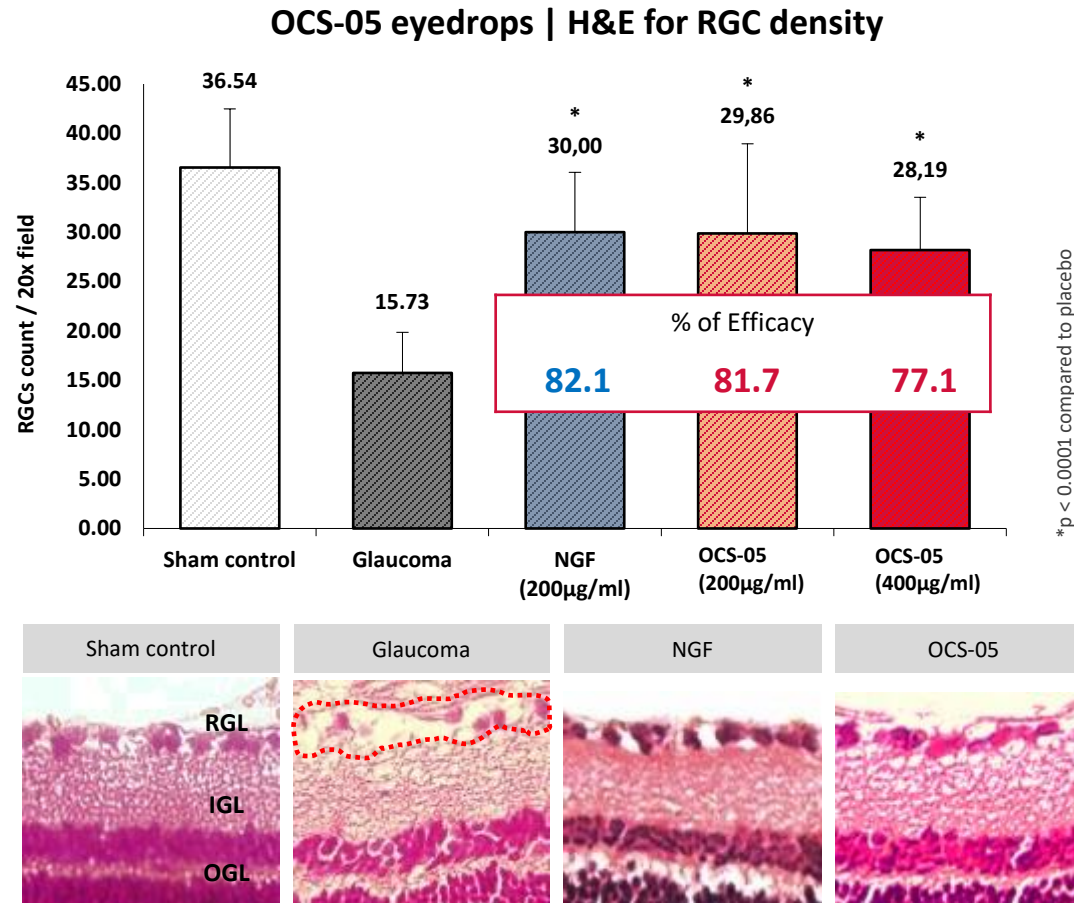 OCS-05 eyedrops | H&E for RGC density
RGCs count / 20x field
45.00
40.00
35.00
30.00
25.00
20.00
15.00
10.00
5.00
0.00
36.54
15.73
*
30,00
*
29,86
*
28,19
% of Efficacy
82.1 81.7 77.1
Sham control
Glaucoma
NGF
(200µg/ml)
OCS-05
(200µg/ml)
OCS-05
(400µg/ml)
*p < 0.0001 compared to placebo
Sham control
Glaucoma
NGF
OCS-05
RGL
IGL
OGL